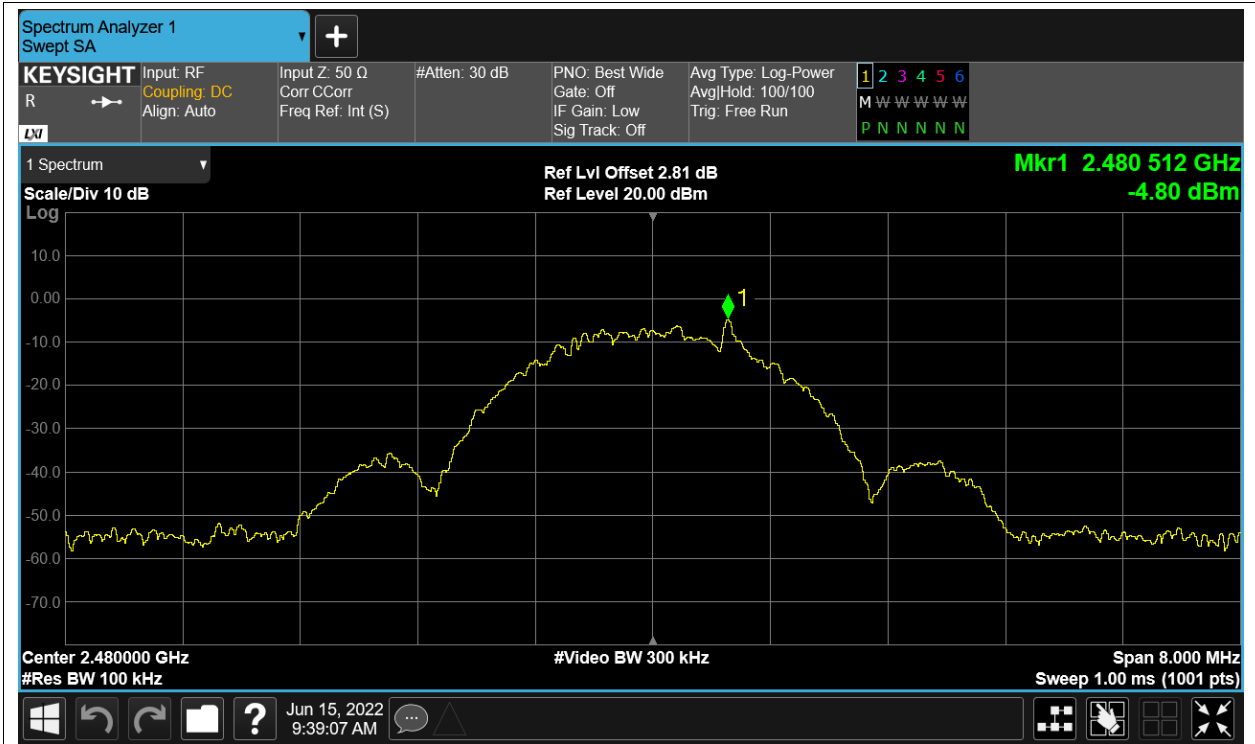 Spectrum Analyzer 1
Swept SA
KEYSIGHT
R
LXI
Input: RF
Coupling: DC
Align: Auto
Input Z: 50 Ω
Corr CCorr
Freq Ref: Int (S)
#Atten: 30 dB
PNO: Best Wide
Gate: Off
IF Gain: Low
Sig Track: Off
Avg Type: Log-Power
Avg|Hold: 100/100
Trig: Free Run
1 2 3 4 5 6
M W W W W W
P N N N N N
1 Spectrum
Scale/Div 10 dB
Log
Ref Lvl Offset 2.81 dB
Ref Level 20.00 dBm
Mkr1 2.480 512 GHz
-4.80 dBm
1
10.0
0.00
-10.0
-20.0
-30.0
-40.0
-50.0
-60.0
-70.0
Center 2.480000 GHz
#Video BW 300 kHz
Span 8.000 MHz
#Res BW 100 kHz
Sweep 1.00 ms (1001 pts)
?
Jun 15, 2022
9:39:07 AM